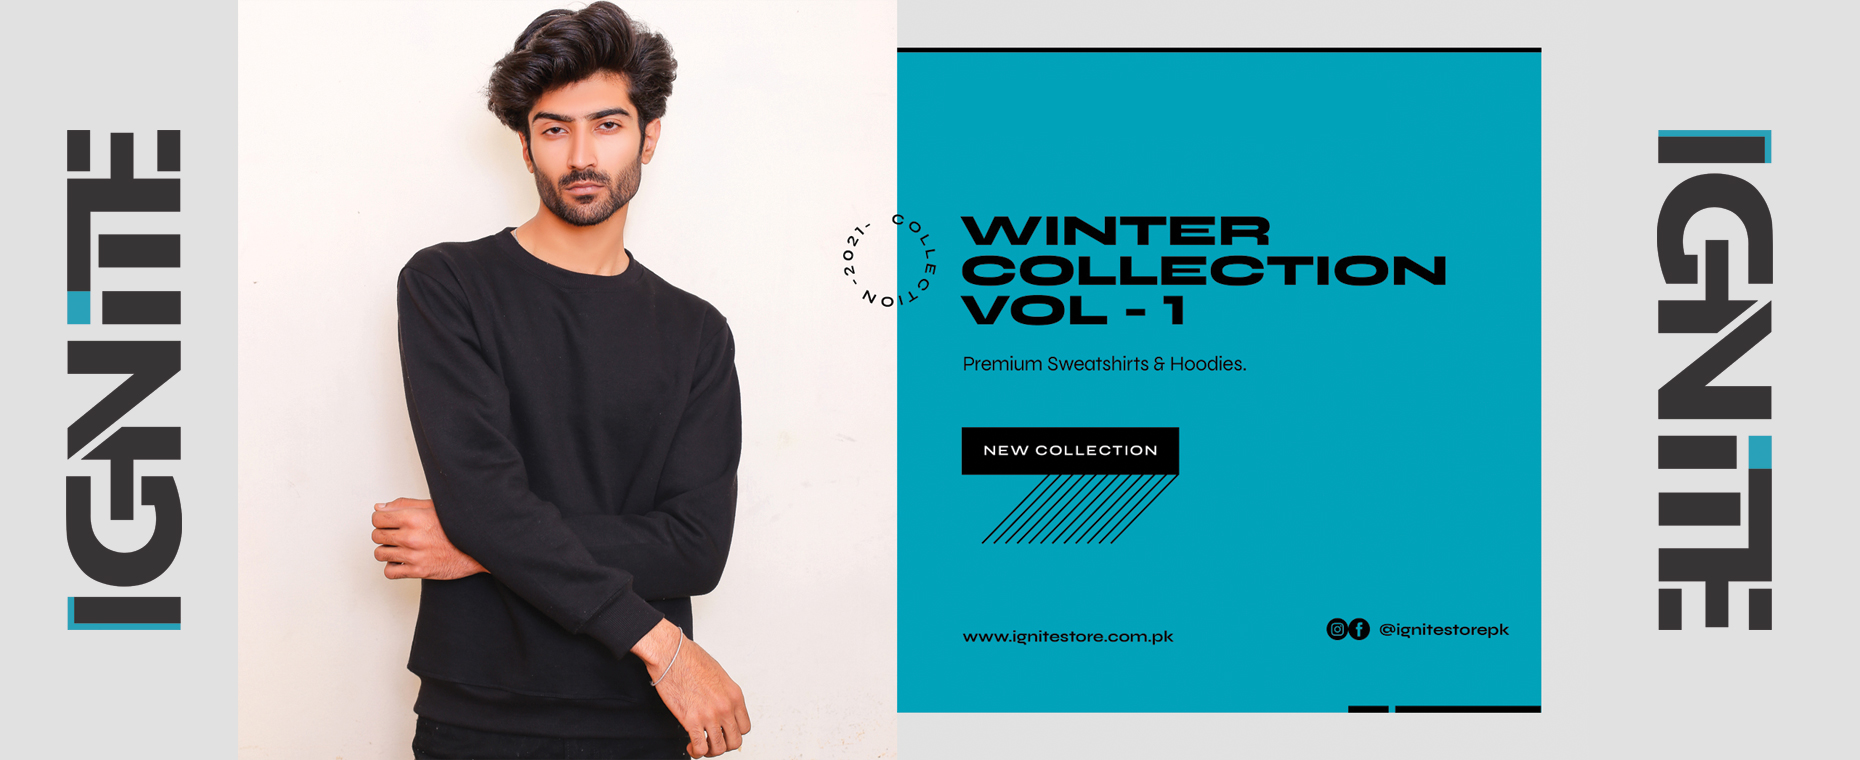 IGNITE
-2021- COLLECTION
WINTER
COLLECTION
VOL - 1
Premium Sweatshirts & Hoodies.
NEW COLLECTION
www.ignitestore.com.pk
@ignitestorepk
IGNITE